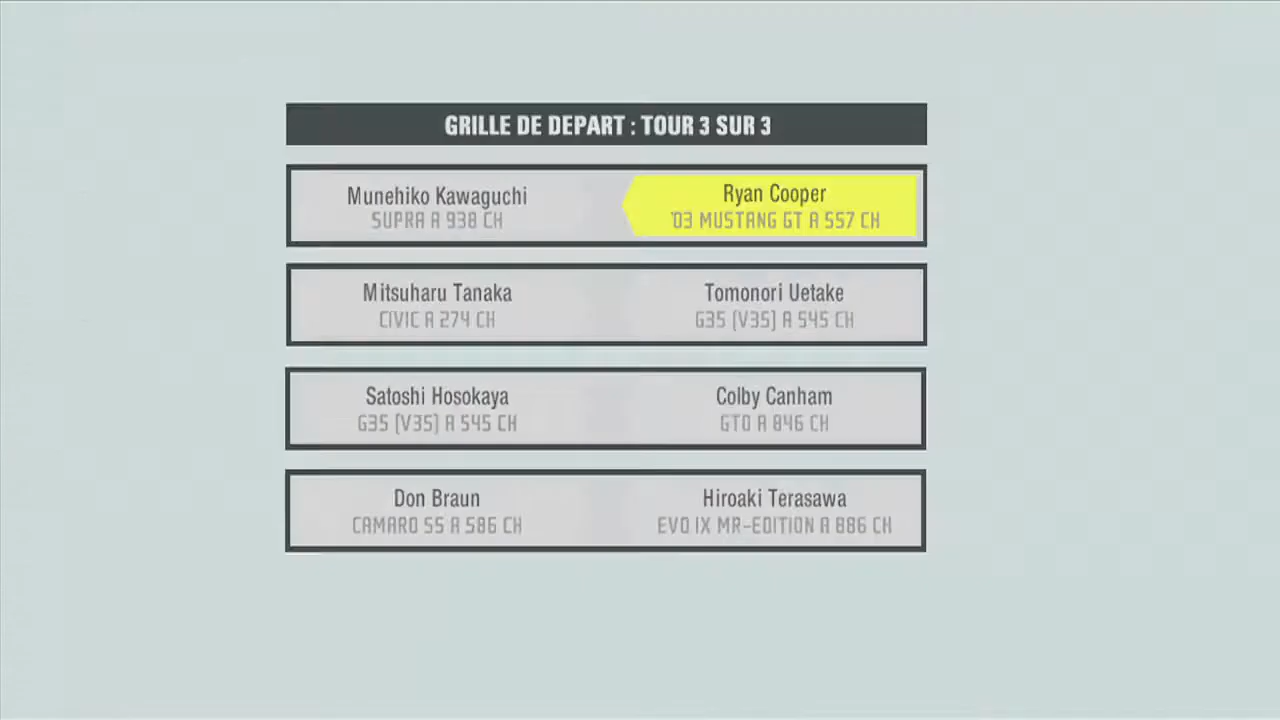 GRILLE DE DEPART : TOUR 3 SUR 3
Munehiko Kawaguchi
SUPRA A 938 CH
Ryan Cooper
'03 MUSTANG GT A 557 CH
Mitsuharu Tanaka
CIVIC A 274 CH
Tomonori Uetake
G35 (V35) A 545 CH
Satoshi Hosokaya
G35 (V35) A 545 CH
Colby Canham
GTO A 846 CH
Don Braun
CAMARO SS A 586 CH
Hiroaki Terasawa
EVO IX MR-EDITION A 886 CH